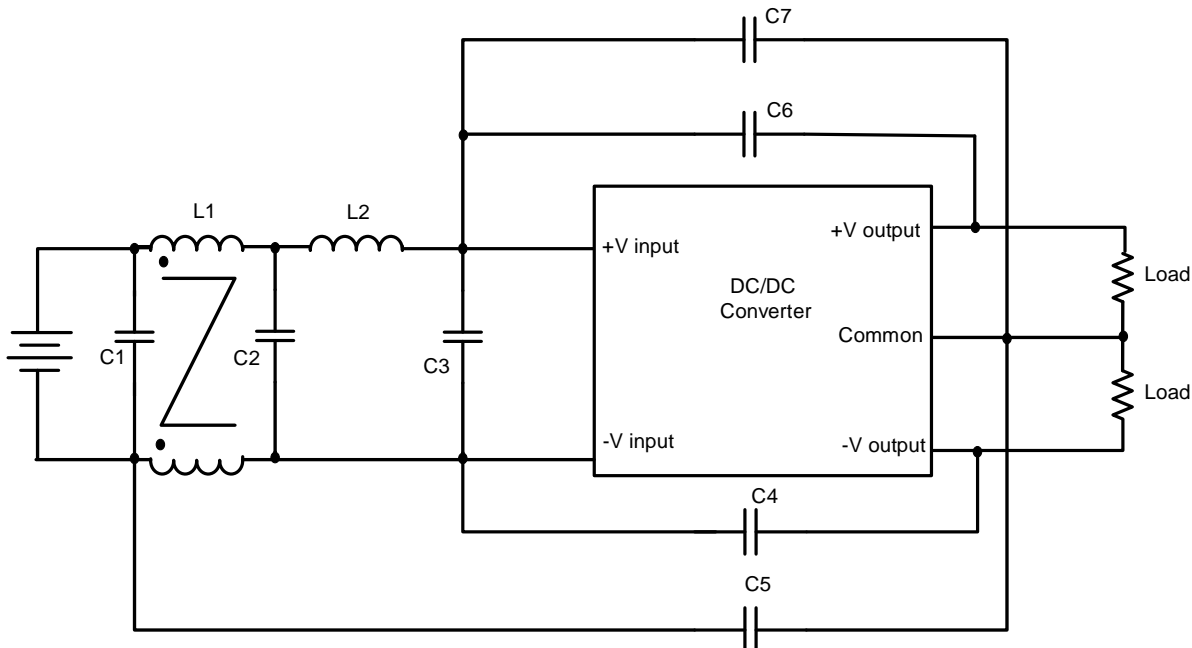 C7
C6
L1
L2
+V input
+V output
DC/DC
Converter
Load
C1
C2
C3
Common
Load
-V input
-V output
C4
C5